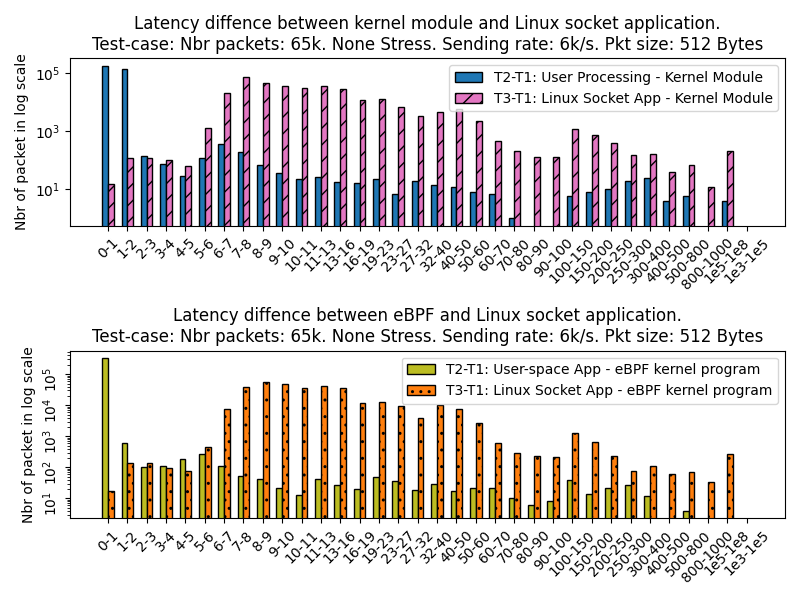 Latency diffence between kernel module and Linux socket application.
Test-case: Nbr packets: 65k. None Stress. Sending rate: 6k/s. Pkt size: 512 Bytes
Nbr of packet in log scale
10^5
10^3
10^1
T2-T1: User Processing - Kernel Module
T3-T1: Linux Socket App - Kernel Module
0-1 1-2 2-3 3-4 4-5 5-6 6-7 7-8 8-9 9-10 10-11 11-13 13-16 16-19 19-23 23-27 27-32 32-40 40-50 50-60 60-70 70-80 80-90 90-100 100-150 150-200 200-250 250-300 300-400 400-500 500-800 800-1000 1e5-1e8 1e3-1e5
Latency diffence between eBPF and Linux socket application.
Test-case: Nbr packets: 65k. None Stress. Sending rate: 6k/s. Pkt size: 512 Bytes
Nbr of packet in log scale
10^5
10^4
10^3
10^2
10^1
T2-T1: User-space App - eBPF kernel program
T3-T1: Linux Socket App - eBPF kernel program
0-1 1-2 2-3 3-4 4-5 5-6 6-7 7-8 8-9 9-10 10-11 11-13 13-16 16-19 19-23 23-27 27-32 32-40 40-50 50-60 60-70 70-80 80-90 90-100 100-150 150-200 200-250 250-300 300-400 400-500 500-800 800-1000 1e5-1e8 1e3-1e5